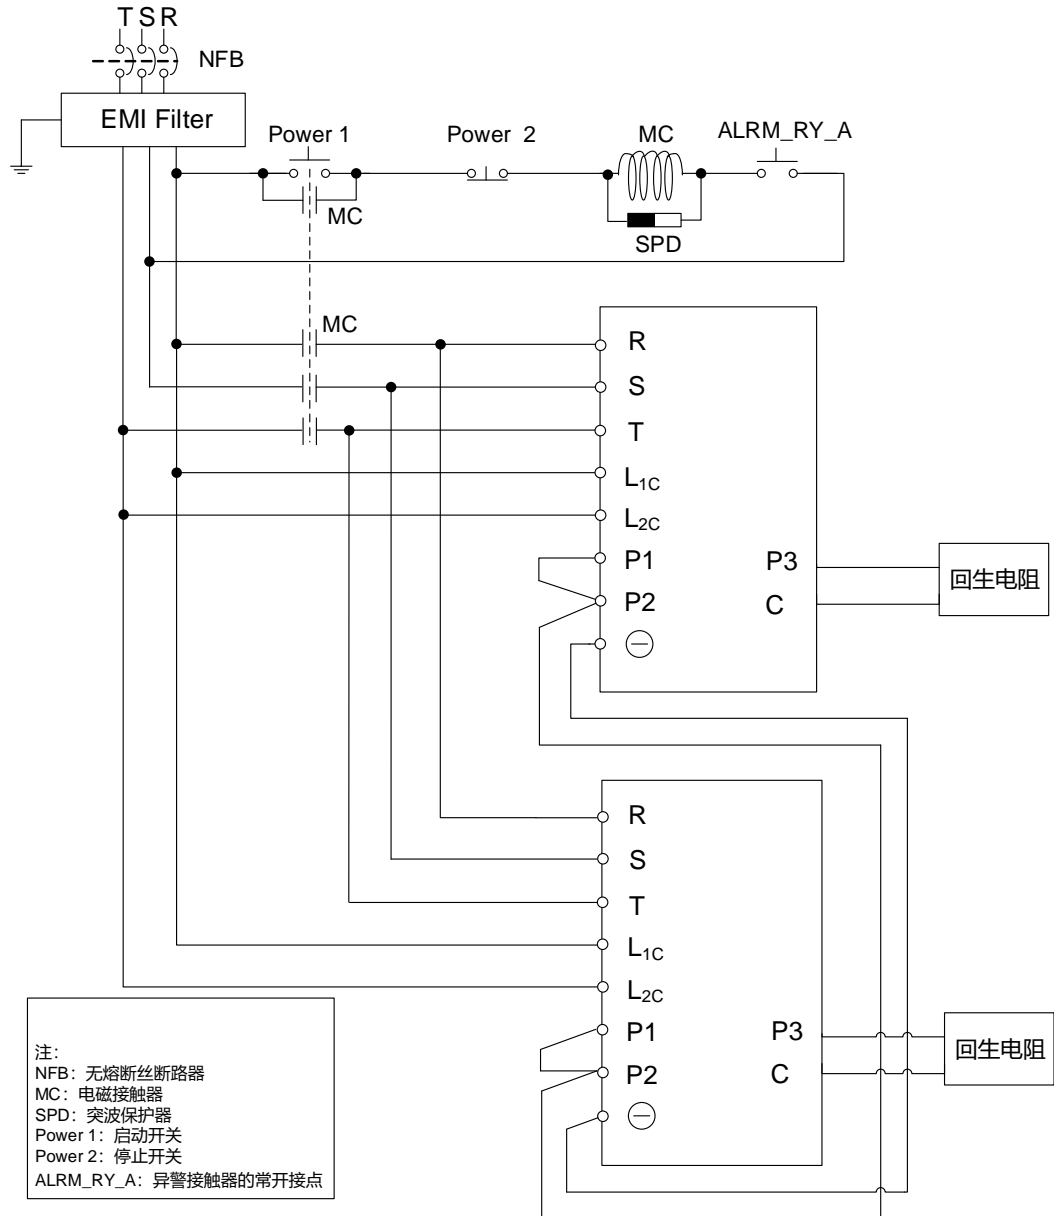 T S R
NFB
EMI Filter
Power 1
Power 2
MC
ALRM_RY_A
MC
SPD
MC
R
S
T
L1C
L2C
P1
P2
P3
C
回生电阻
R
S
T
L1C
L2C
P1
P2
P3
C
回生电阻
注：
NFB：无熔断丝断路器
MC：电磁接触器
SPD：突波保护器
Power 1：启动开关
Power 2：停止开关
ALRM_RY_A：异警接触器的常开接点